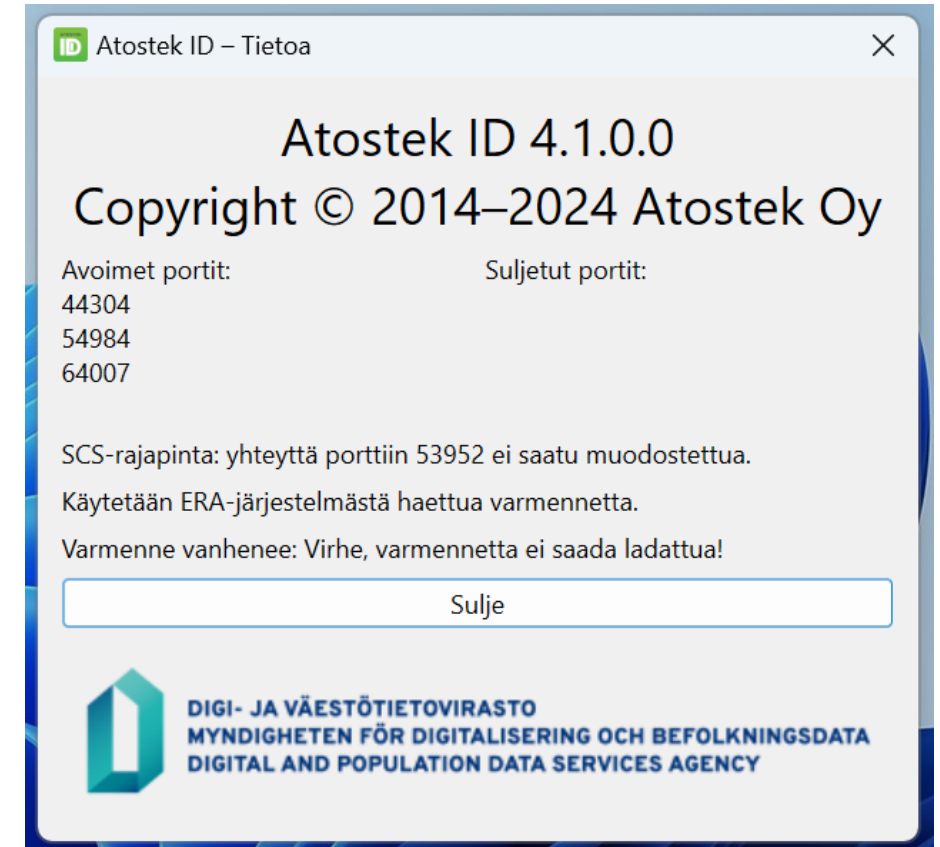 ID Atostek ID – Tietoa
Atostek ID 4.1.0.0
Copyright © 2014–2024 Atostek Oy
Avoimet portit:
44304
54984
64007
Suljetut portit:
SCS-rajapinta: yhteyttä porttiin 53952 ei saatu muodostettua.
Käytetään ERA-järjestelmästä haettua varmennetta.
Varmenne vanhenee: Virhe, varmennetta ei saada ladattua!
Sulje
DIGI- JA VÄESTÖTIETOVIRASTO
MYNDIGHETEN FÖR DIGITALISERING OCH BEFOLKNINGSDATA
DIGITAL AND POPULATION DATA SERVICES AGENCY